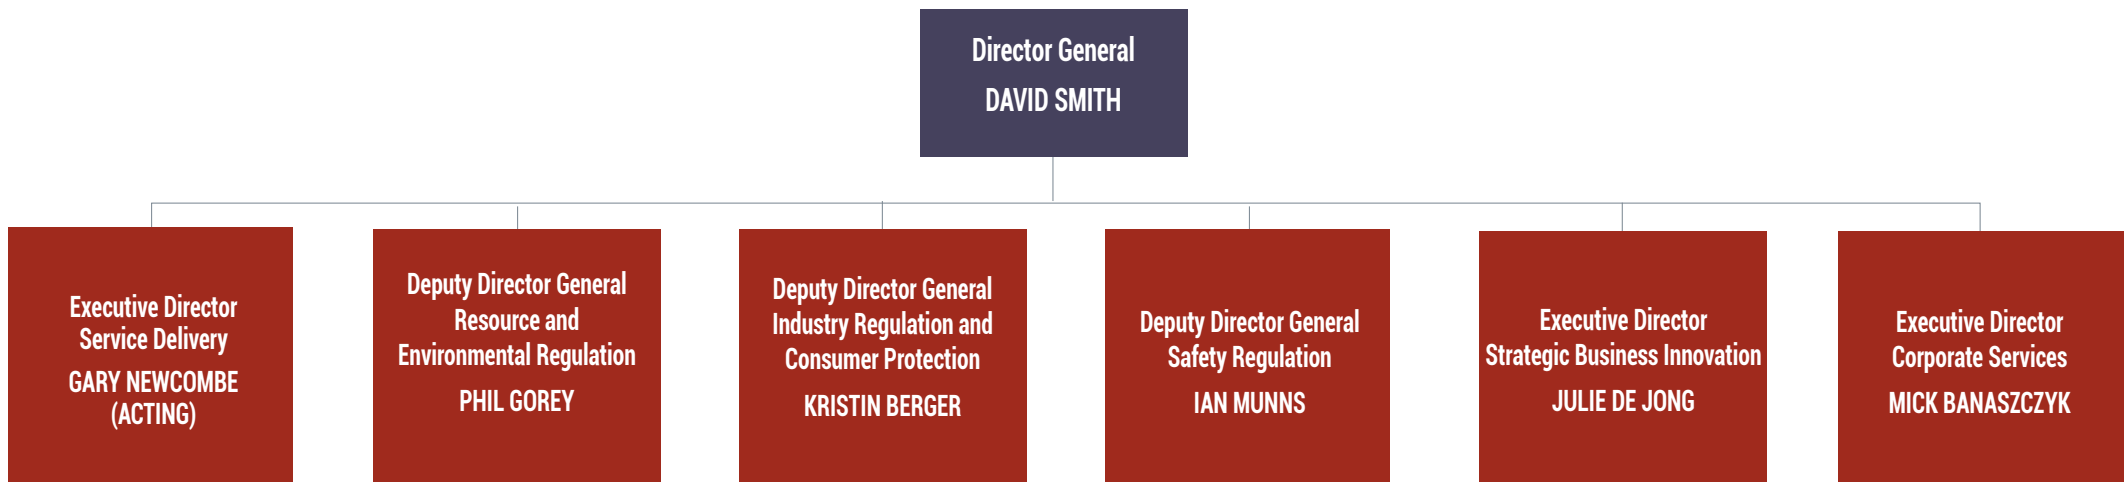 Director General
DAVID SMITH
Executive Director
Service Delivery
GARY NEWCOMBE
(ACTING)
Deputy Director General
Resource and
Environmental Regulation
PHIL GOREY
Deputy Director General
Industry Regulation and
Consumer Protection
KRISTIN BERGER
Deputy Director General
Safety Regulation
IAN MUNNS
Executive Director
Strategic Business Innovation
JULIE DE JONG
Executive Director
Corporate Services
MICK BANASZCZYK